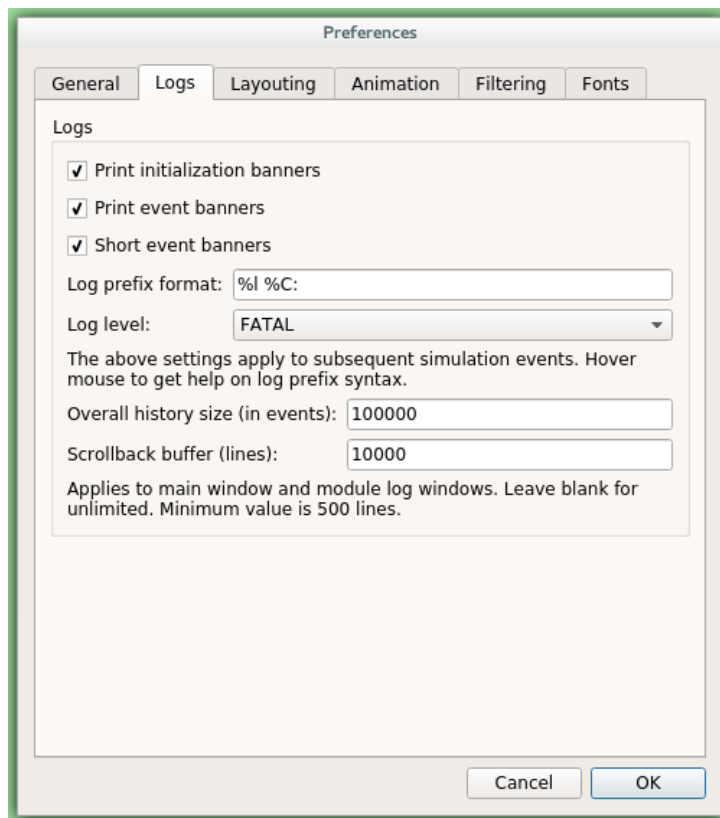 Preferences
General Logs Layouting Animation Filtering Fonts
Logs
Print initialization banners
Print event banners
Short event banners
Log prefix format: %l %C:
Log level: FATAL
The above settings apply to subsequent simulation events. Hover
mouse to get help on log prefix syntax.
Overall history size (in events): 100000
Scrollback buffer (lines): 10000
Applies to main window and module log windows. Leave blank for
unlimited. Minimum value is 500 lines.
Cancel OK